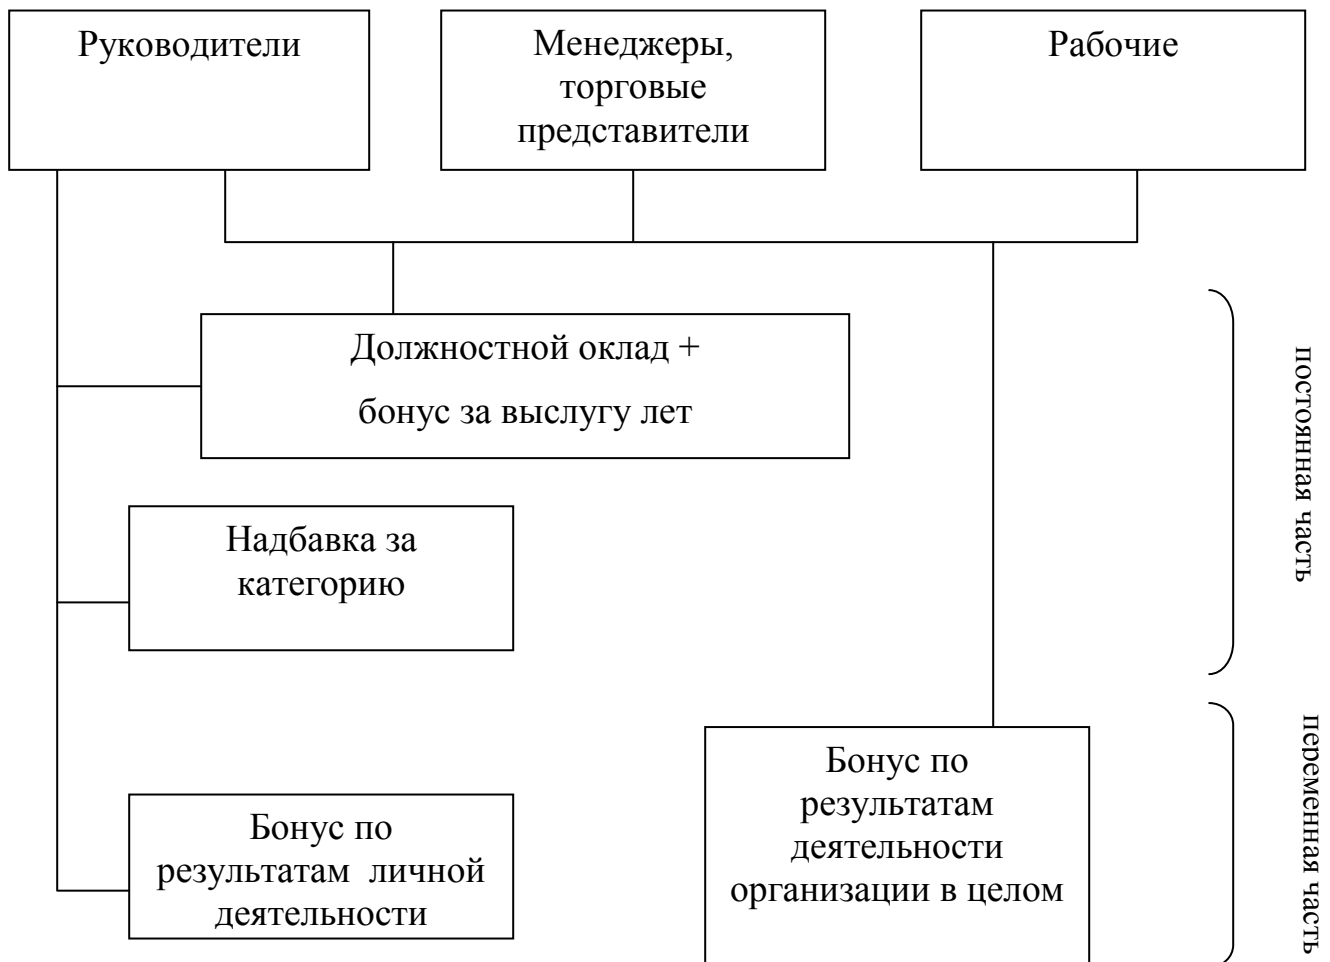 Руководители
Менеджеры,
торговые
представители
Рабочие
Должностной оклад +
бонус за выслугу лет
постоянная часть
Надбавка за
категорию
Бонус по
результатам личной
деятельности
Бонус по
результатам
деятельности
организации в целом
переменная часть